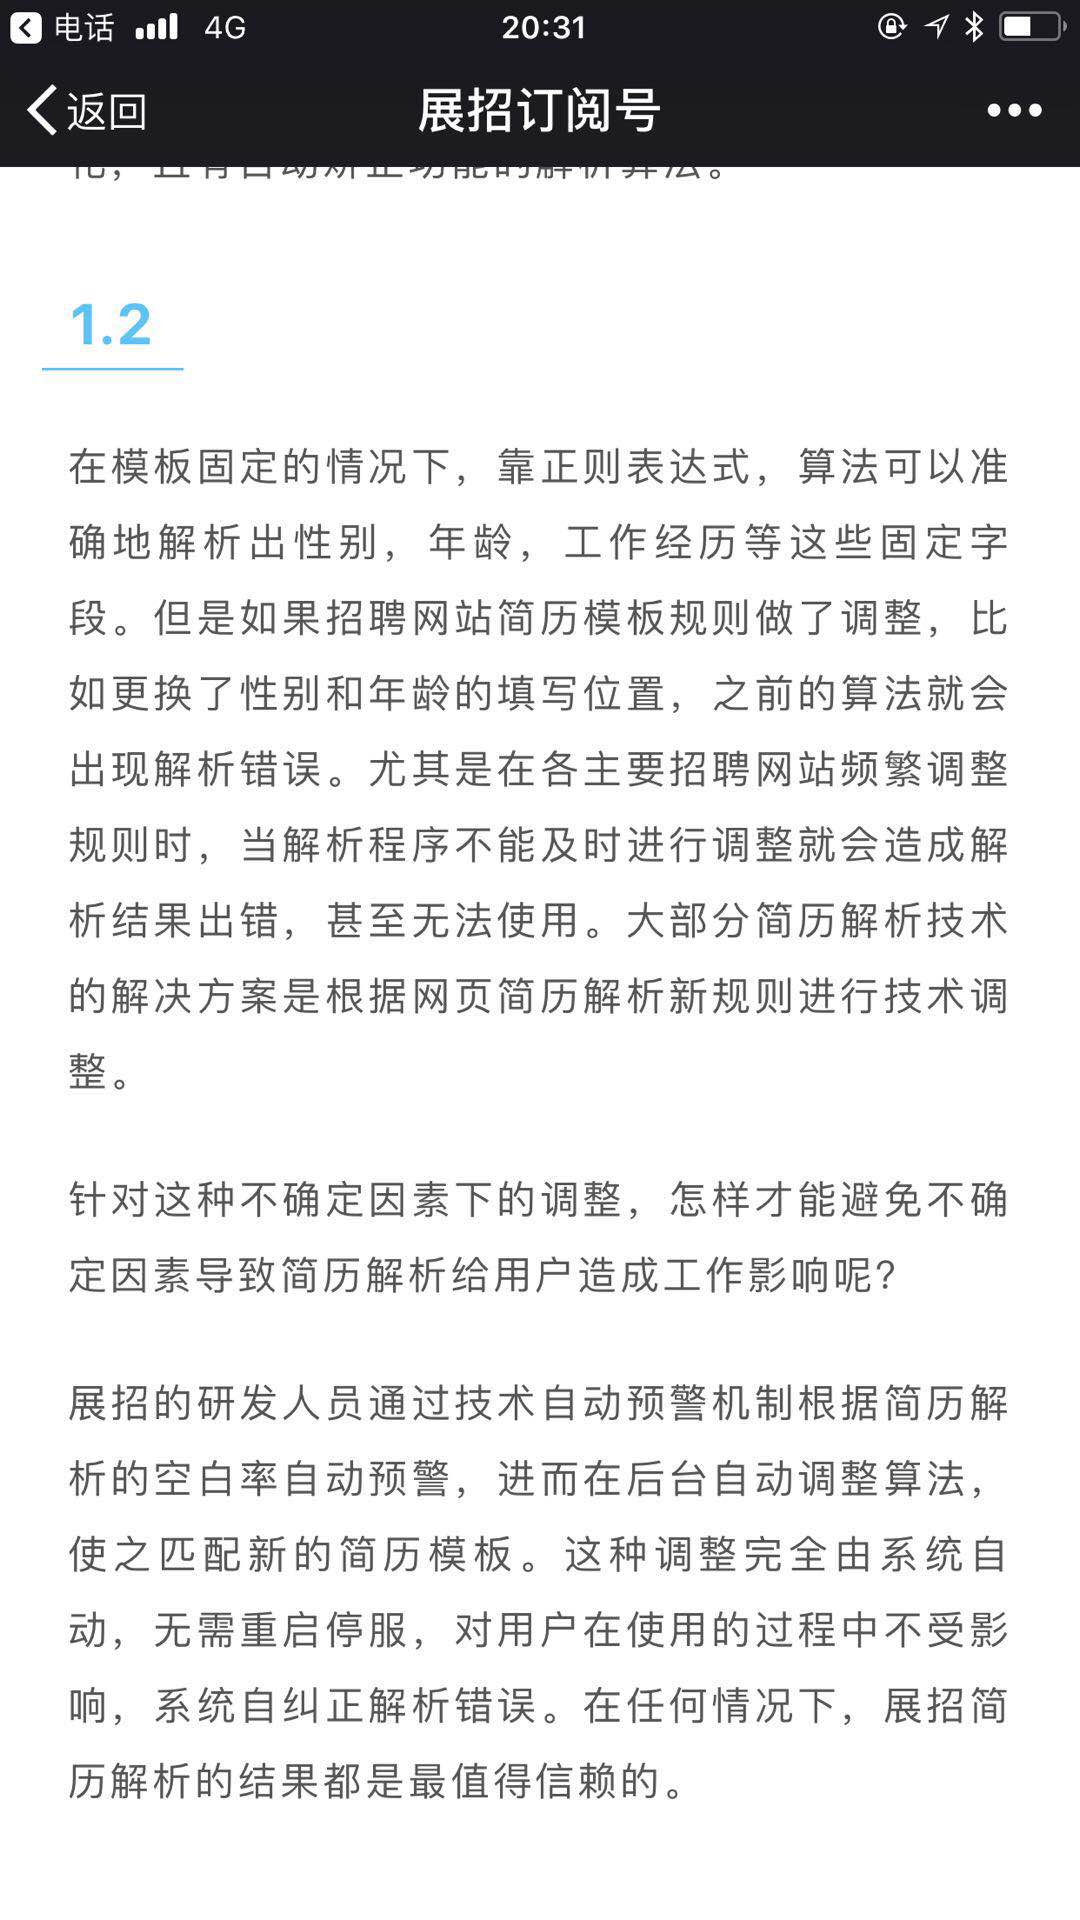 电话 4G 20:31
返回 展招订阅号
化，且有自动矫正功能的解析算法。
1.2
在模板固定的情况下，靠正则表达式，算法可以准
确地解析出性别，年龄，工作经历等这些固定字
段。但是如果招聘网站简历模板规则做了调整，比
如更换了性别和年龄的填写位置，之前的算法就会
出现解析错误。尤其是在各主要招聘网站频繁调整
规则时，当解析程序不能及时进行调整就会造成解
析结果出错，甚至无法使用。大部分简历解析技术
的解决方案是根据网页简历解析新规则进行技术调
整。
针对这种不确定因素下的调整，怎样才能避免不确
定因素导致简历解析给用户造成工作影响呢？
展招的研发人员通过技术自动预警机制根据简历解
析的空白率自动预警，进而在后台自动调整算法，
使之匹配新的简历模板。这种调整完全由系统自
动，无需重启停服，对用户在使用的过程中不受影
响，系统自纠正解析错误。在任何情况下，展招简
历解析的结果都是最值得信赖的。